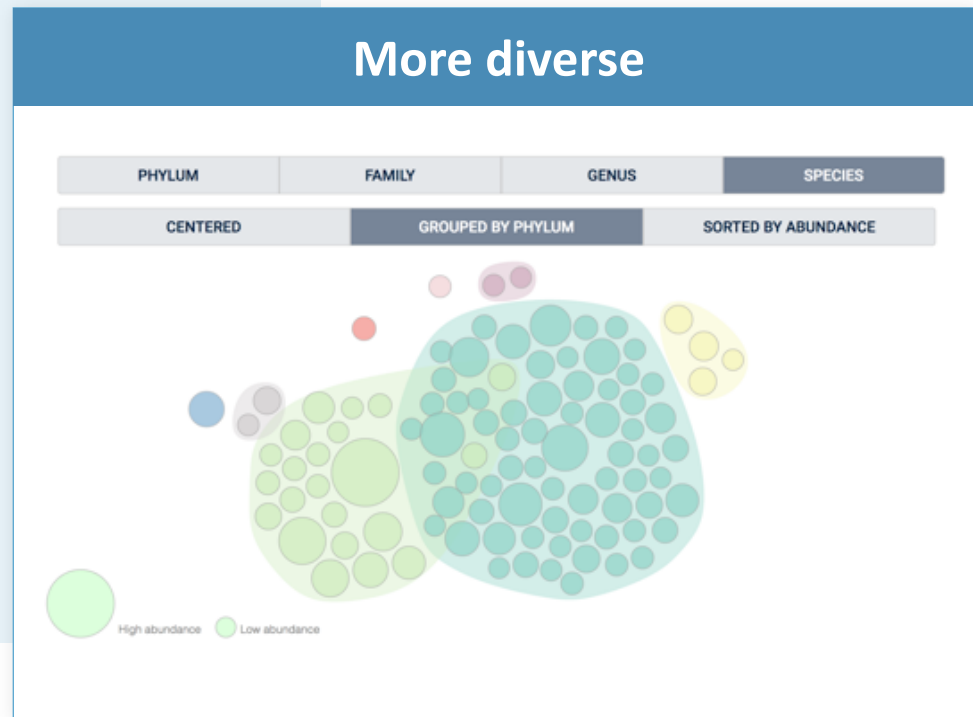 More diverse
PHYLUM FAMILY GENUS SPECIES
CENTERED GROUPED BY PHYLUM SORTED BY ABUNDANCE
High abundance Low abundance